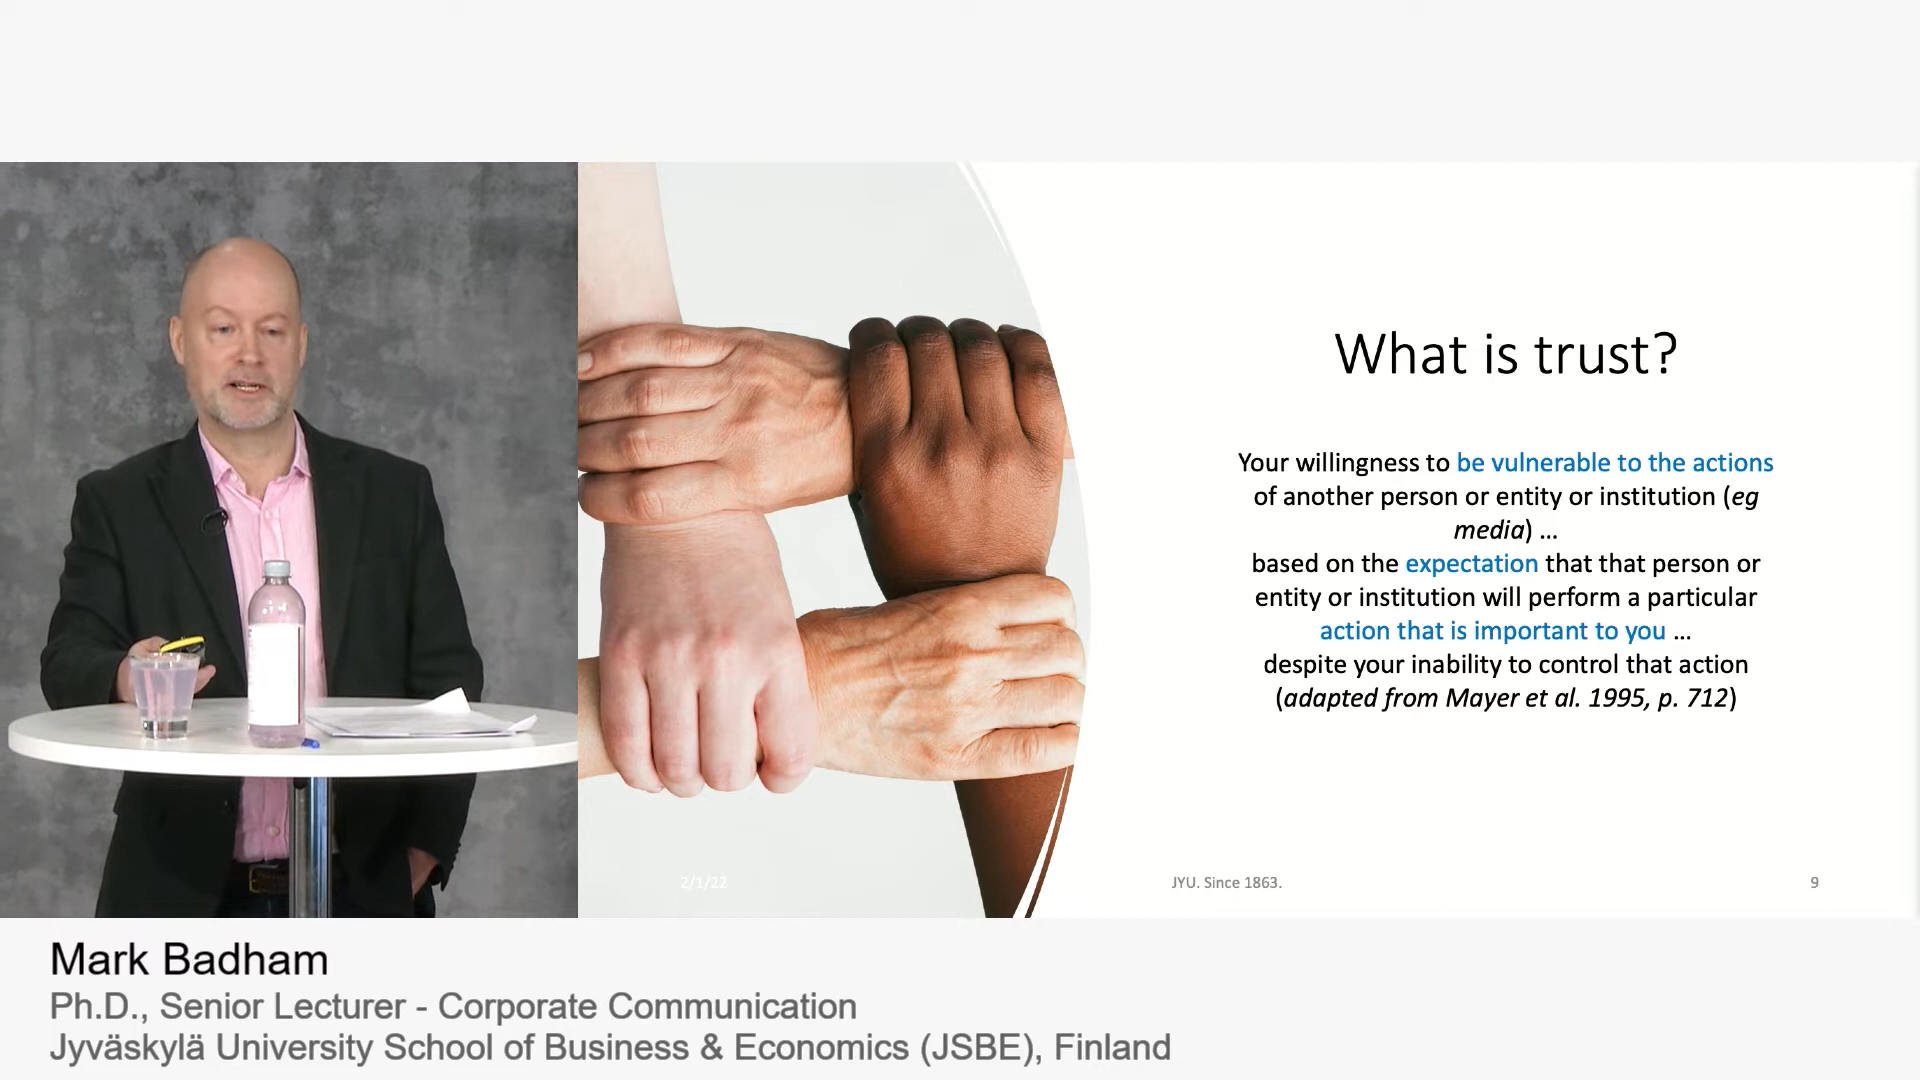 What is trust?
Your willingness to be vulnerable to the actions
of another person or entity or institution (eg
media) ...
based on the expectation that that person or
entity or institution will perform a particular
action that is important to you ...
despite your inability to control that action
(adapted from Mayer et al. 1995, p. 712)
2/1/22
JYU. Since 1863.
9
Mark Badham
Ph.D., Senior Lecturer - Corporate Communication
Jyväskylä University School of Business & Economics (JSBE), Finland